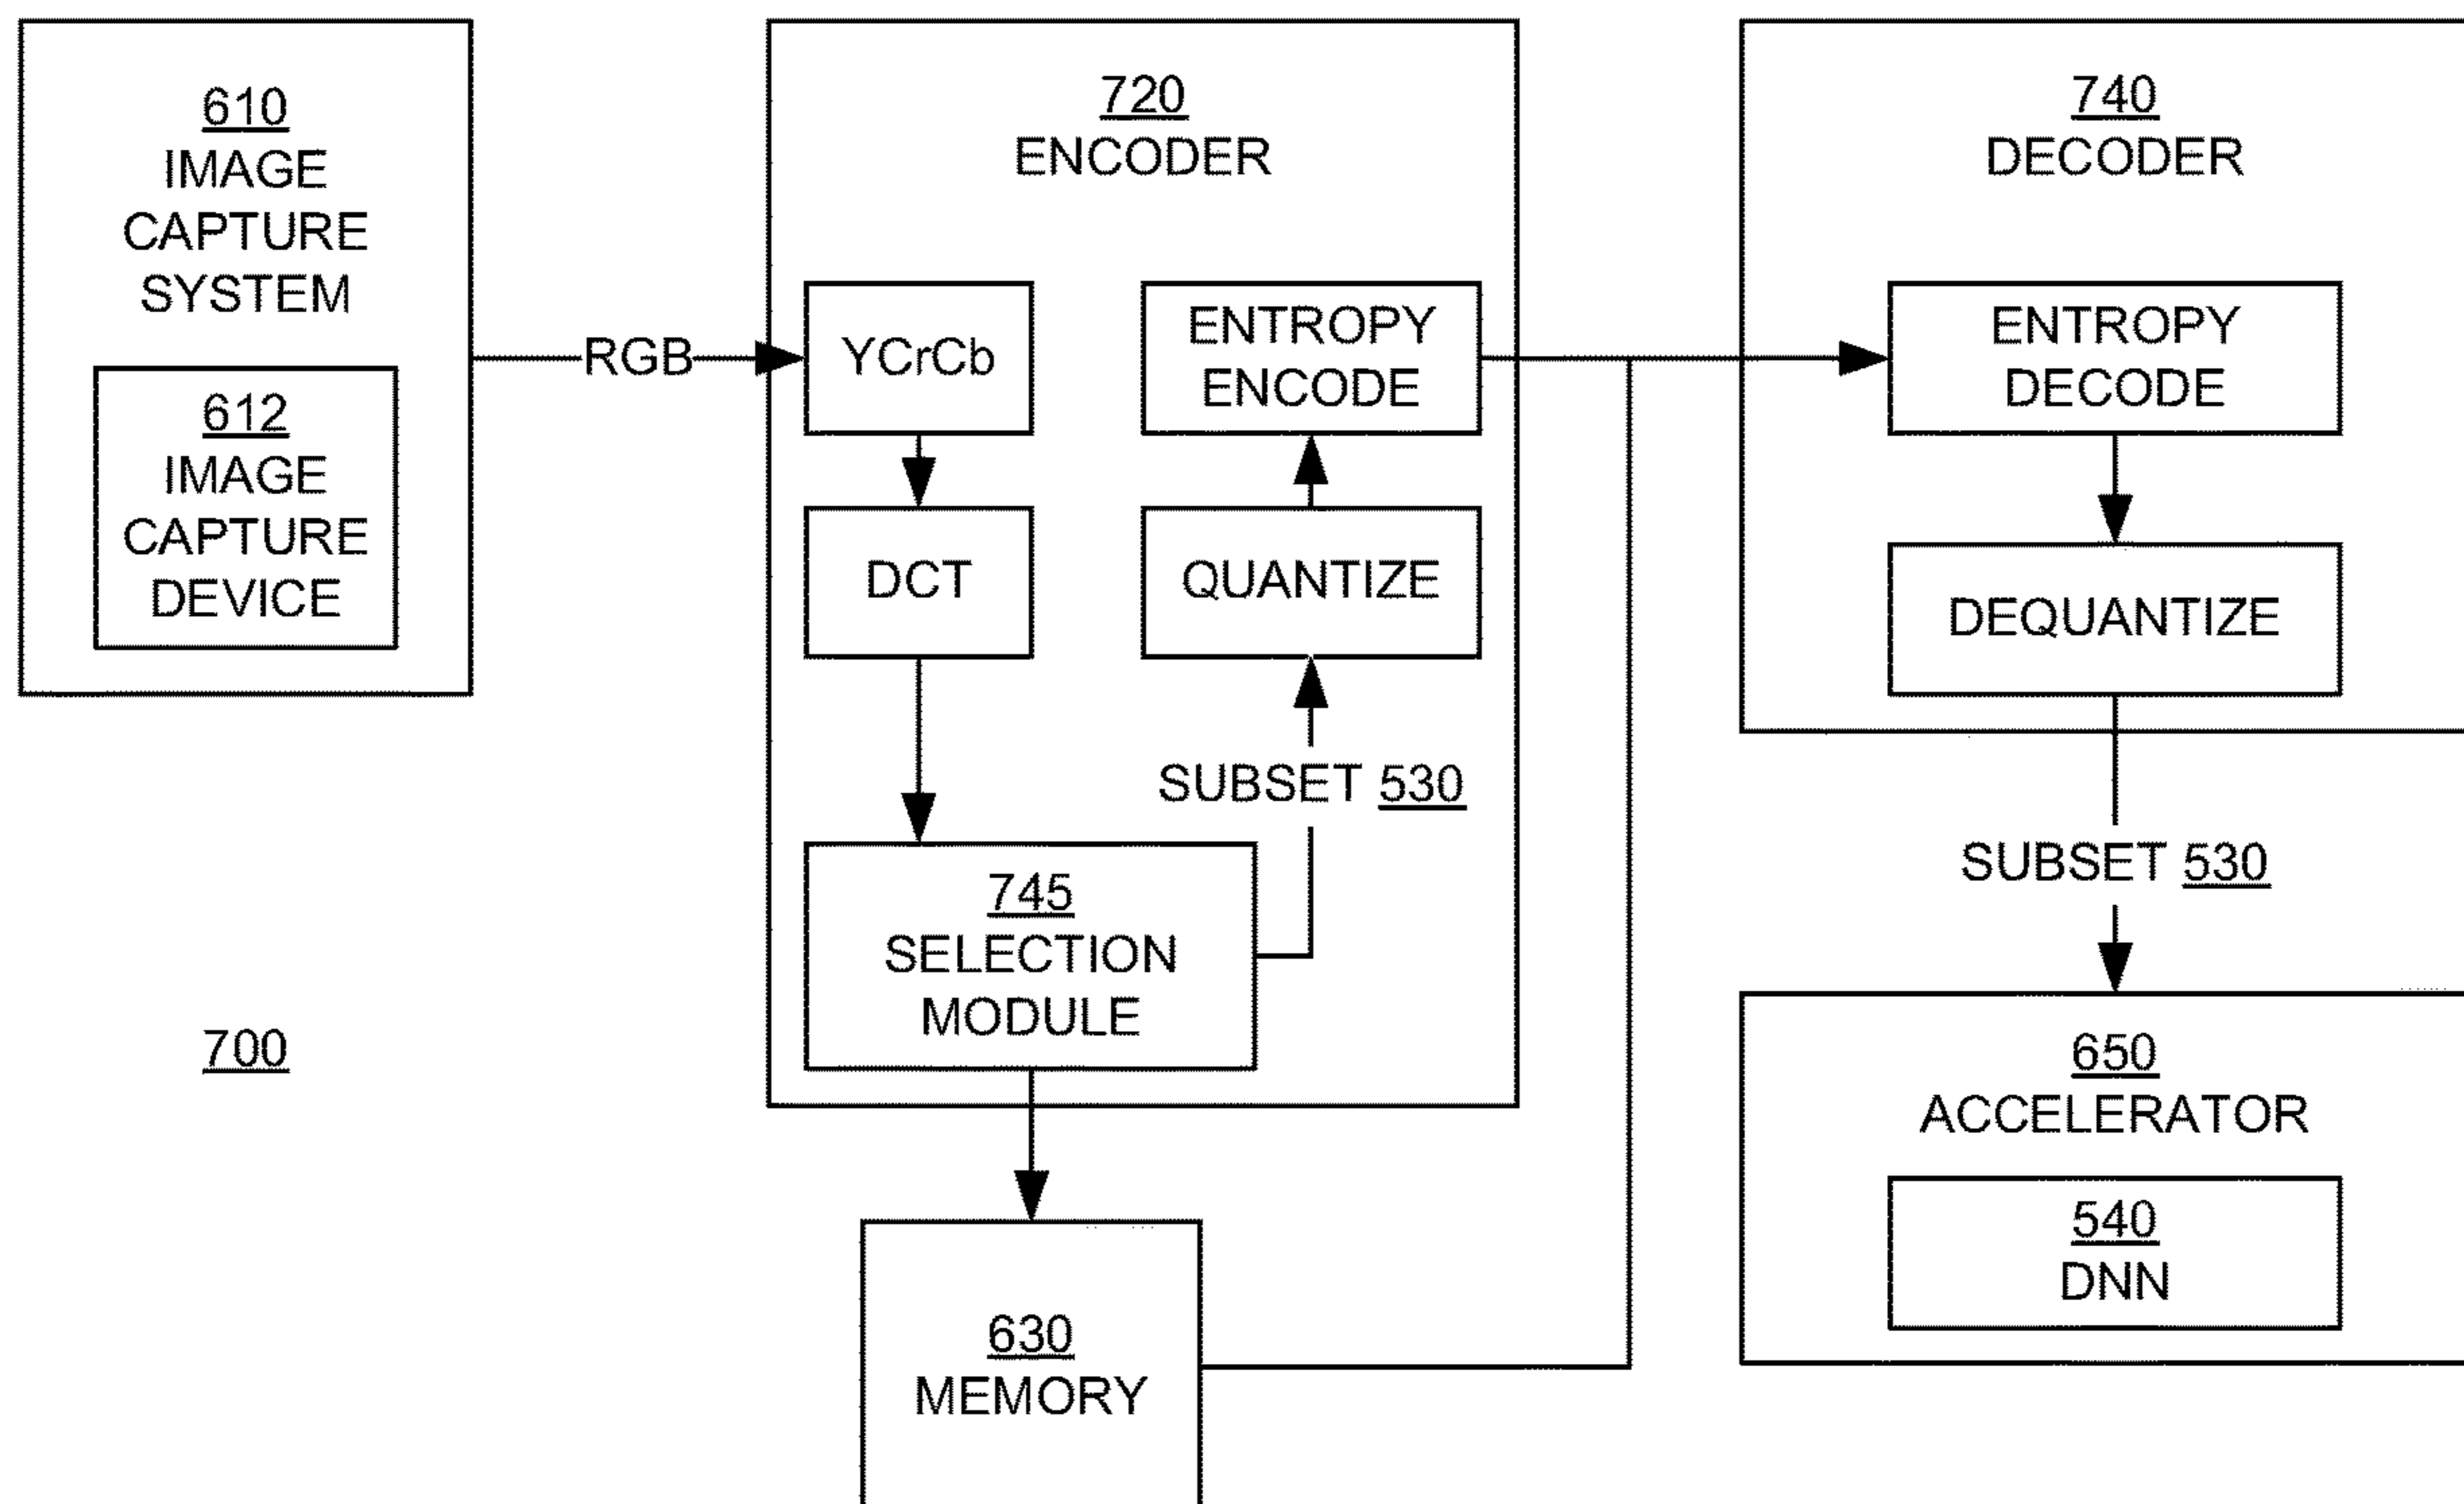 610
IMAGE
CAPTURE
SYSTEM
612
IMAGE
CAPTURE
DEVICE
RGB
720
ENCODER
YCrCb
DCT
745
SELECTION
MODULE
SUBSET 530
QUANTIZE
ENTROPY
ENCODE
740
DECODER
ENTROPY
DECODE
DEQUANTIZE
SUBSET 530
650
ACCELERATOR
540
DNN
630
MEMORY
700